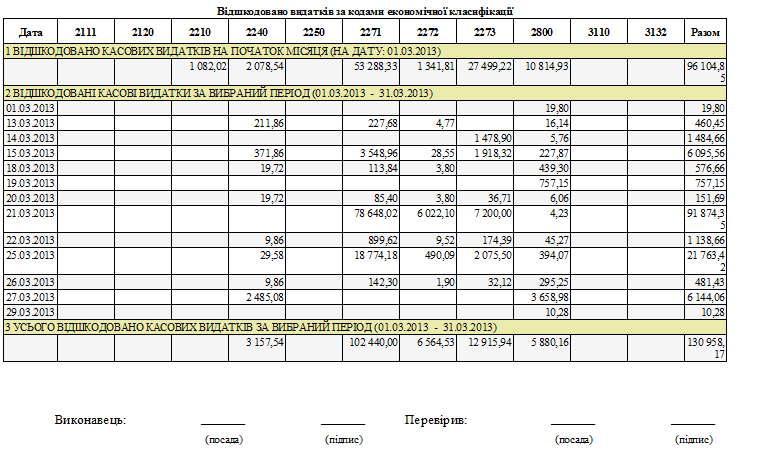 Відшкодовано видатків за кодами економічної класифікації
Дата 2111 2120 2210 2240 2250 2271 2272 2273 2800 3110 3132 Разом
1 ВІДШКОДОВАНО КАСОВИХ ВИДАТКІВ НА ПОЧАТОК МІСЯЦЯ (НА ДАТУ: 01.03.2013)
1 082,02 2 078,54 53 288,33 1 341,81 27 499,22 10 814,93 96 104,8
5
2 ВІДШКОДОВАНІ КАСОВІ ВИДАТКИ ЗА ВИБРАНИЙ ПЕРІОД (01.03.2013 - 31.03.2013)
01.03.2013 19,80 19,80
13.03.2013 211,86 227,68 4,77 16,14 460,45
14.03.2013 1 478,90 5,76 1 484,66
15.03.2013 371,86 3 548,96 28,55 1 918,32 227,87 6 095,56
18.03.2013 19,72 113,84 3,80 439,30 576,66
19.03.2013 757,15 757,15
20.03.2013 19,72 85,40 3,80 36,71 6,06 151,69
21.03.2013 78 648,02 6 022,10 7 200,00 4,23 91 874,3
5
22.03.2013 9,86 899,62 9,52 174,39 45,27 1 138,66
25.03.2013 29,58 18 774,18 490,09 2 075,50 394,07 21 763,4
2
26.03.2013 9,86 142,30 1,90 32,12 295,25 481,43
27.03.2013 2 485,08 3 658,98 6 144,06
29.03.2013 10,28 10,28
3 УСЬОГО ВІДШКОДОВАНО КАСОВИХ ВИДАТКІВ ЗА ВИБРАНИЙ ПЕРІОД (01.03.2013 - 31.03.2013)
3 157,54 102 440,00 6 564,53 12 915,94 5 880,16 130 958,
17
Виконавець: Перевірив:
(посада) (підпис) (посада) (підпис)